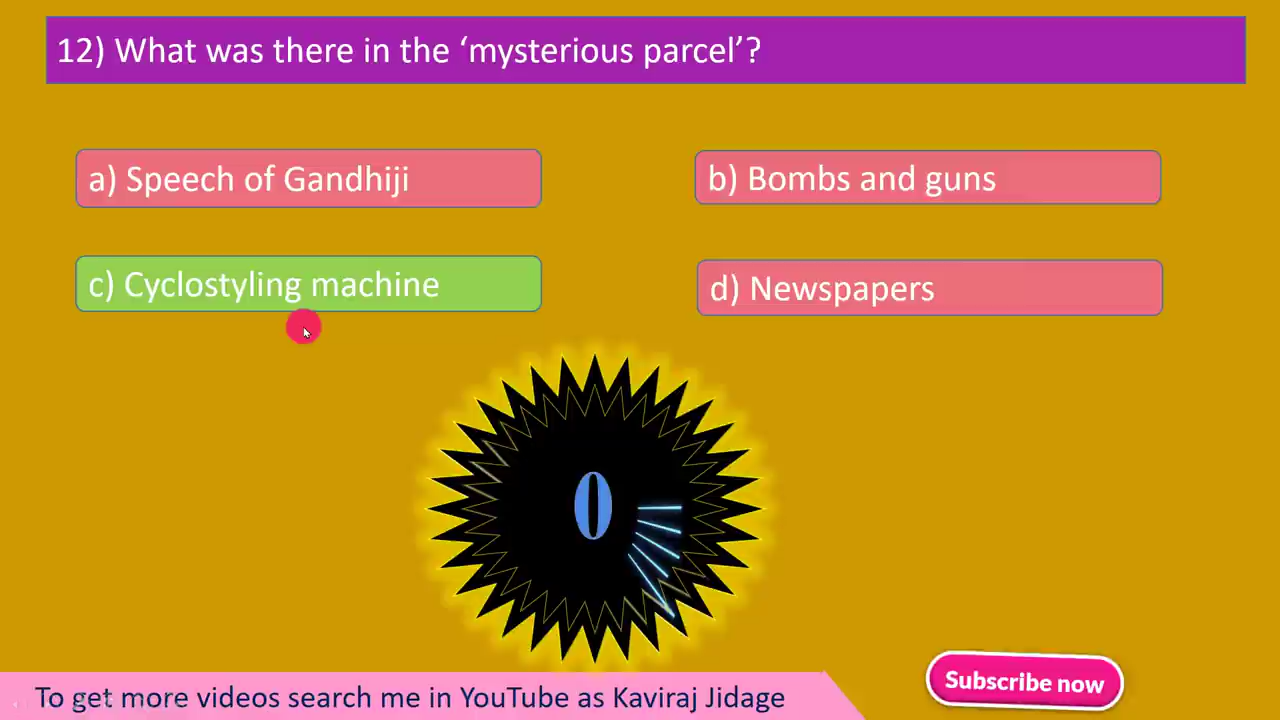 12) What was there in the ‘mysterious parcel’?
a) Speech of Gandhiji
b) Bombs and guns
c) Cyclostyling machine
d) Newspapers
0
To get more videos search me in YouTube as Kaviraj Jidage
Subscribe now